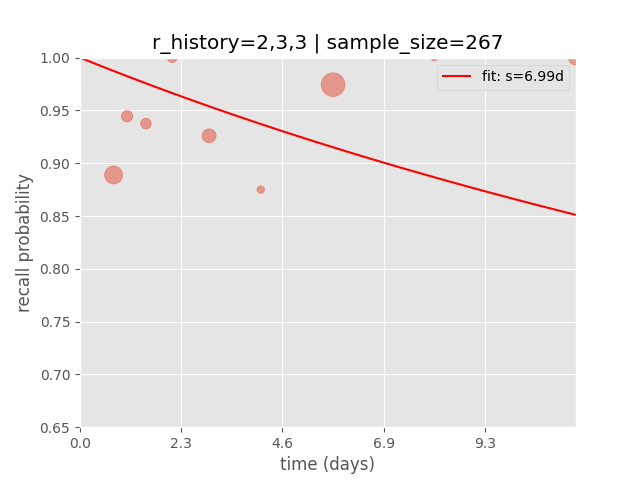 r_history=2,3,3 | sample_size=267
1.00
0.95
0.90
0.85
0.80
0.75
0.70
0.65
recall probability
fit: s=6.99d
0.0 2.3 4.6 6.9 9.3
time (days)